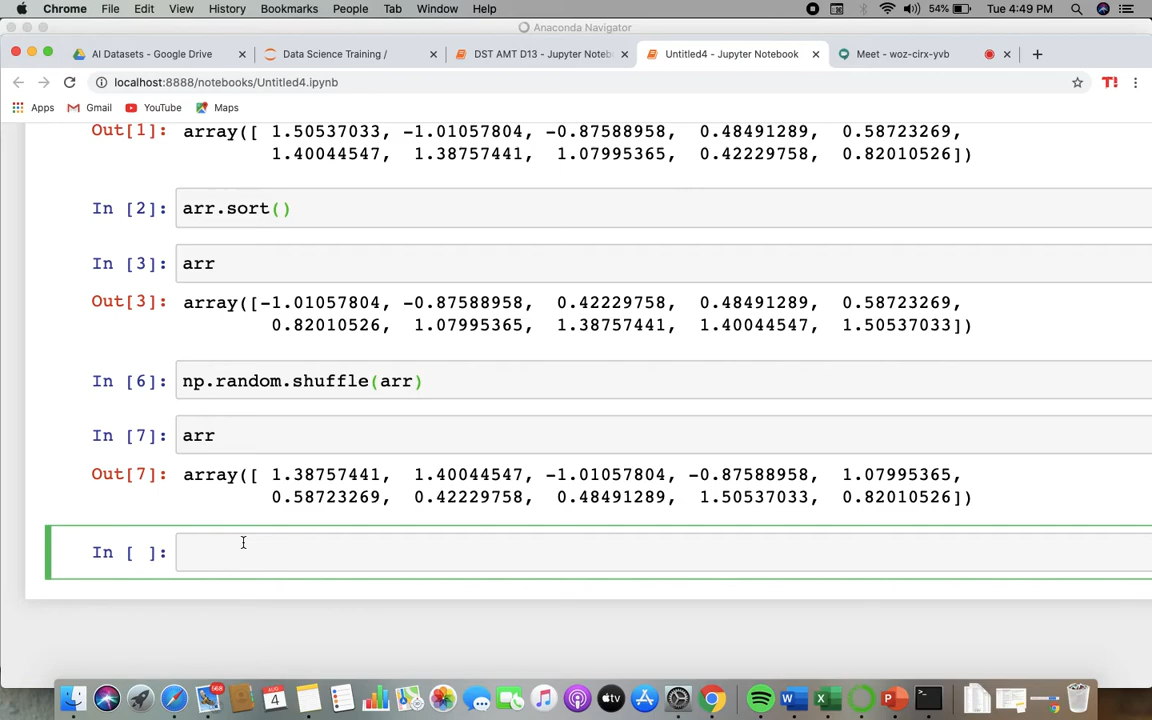 Chrome File Edit View History Bookmarks People Tab Window Help 54% Tue 4:49 PM
Anaconda Navigator
AI Datasets - Google Drive Data Science Training / DST AMT D13 - Jupyter Noteb Untitled4 - Jupyter Notebook Meet - woz-cirx-yvb
localhost:8888/notebooks/Untitled4.ipynb T!
Apps Gmail YouTube Maps
Out[1]: array([ 1.50537033, -1.01057804, -0.87588958, 0.48491289, 0.58723269,
1.40044547, 1.38757441, 1.07995365, 0.42229758, 0.82010526])
In [2]: arr.sort()
In [3]: arr
Out[3]: array([-1.01057804, -0.87588958, 0.42229758, 0.48491289, 0.58723269,
0.82010526, 1.07995365, 1.38757441, 1.40044547, 1.50537033])
In [6]: np.random.shuffle(arr)
In [7]: arr
Out[7]: array([ 1.38757441, 1.40044547, -1.01057804, -0.87588958, 1.07995365,
0.58723269, 0.42229758, 0.48491289, 1.50537033, 0.82010526])
In [ ]:
568
AUG
4
tv
W
X
P